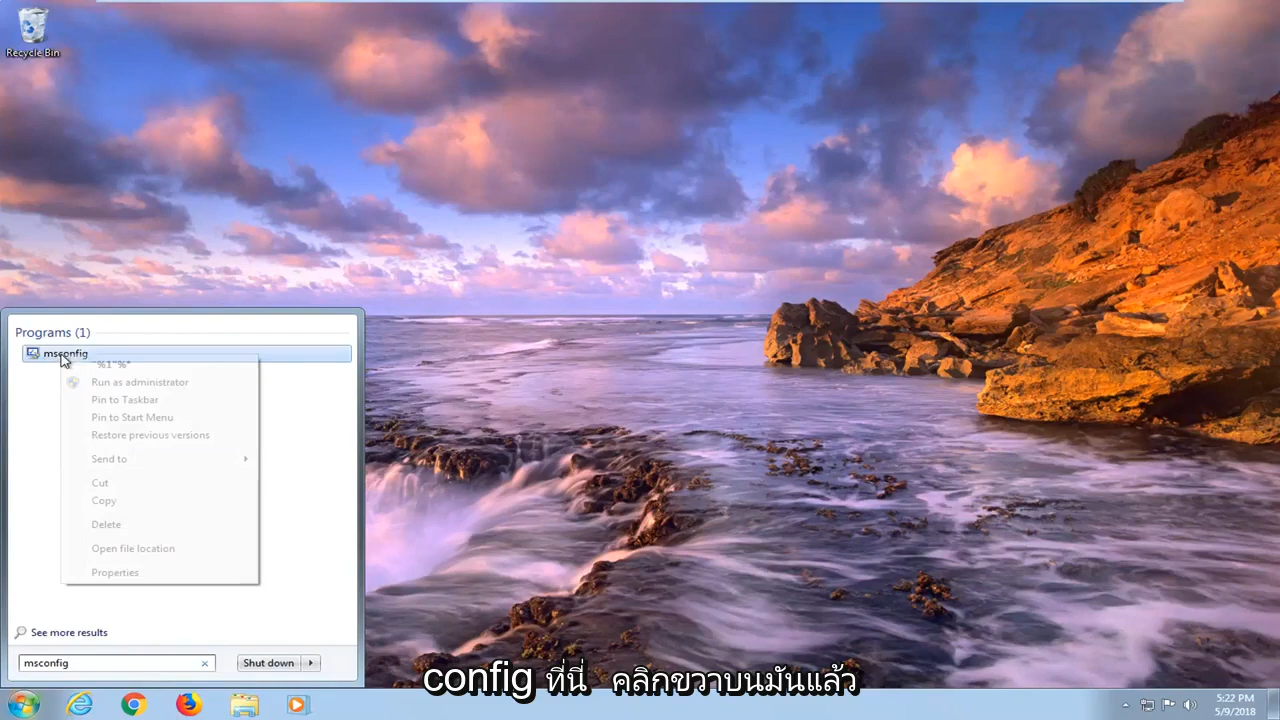 Recycle Bin
Programs (1)
msconfig
"%1"%*
Run as administrator
Pin to Taskbar
Pin to Start Menu
Restore previous versions
Send to
Cut
Copy
Delete
Open file location
Properties
See more results
msconfig
Shut down
config ที่นี่ คลิกขวาบนมันแล้ว
5:22 PM
5/9/2018